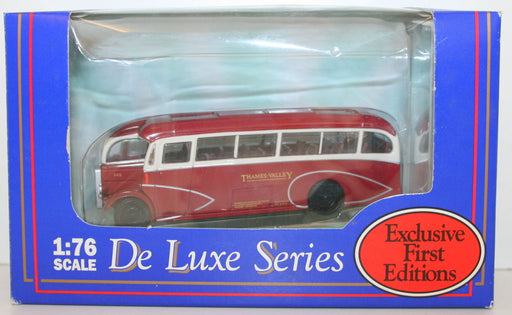 THAMES VALLEY
1:76
SCALE
De Luxe Series
Exclusive
First
Editions